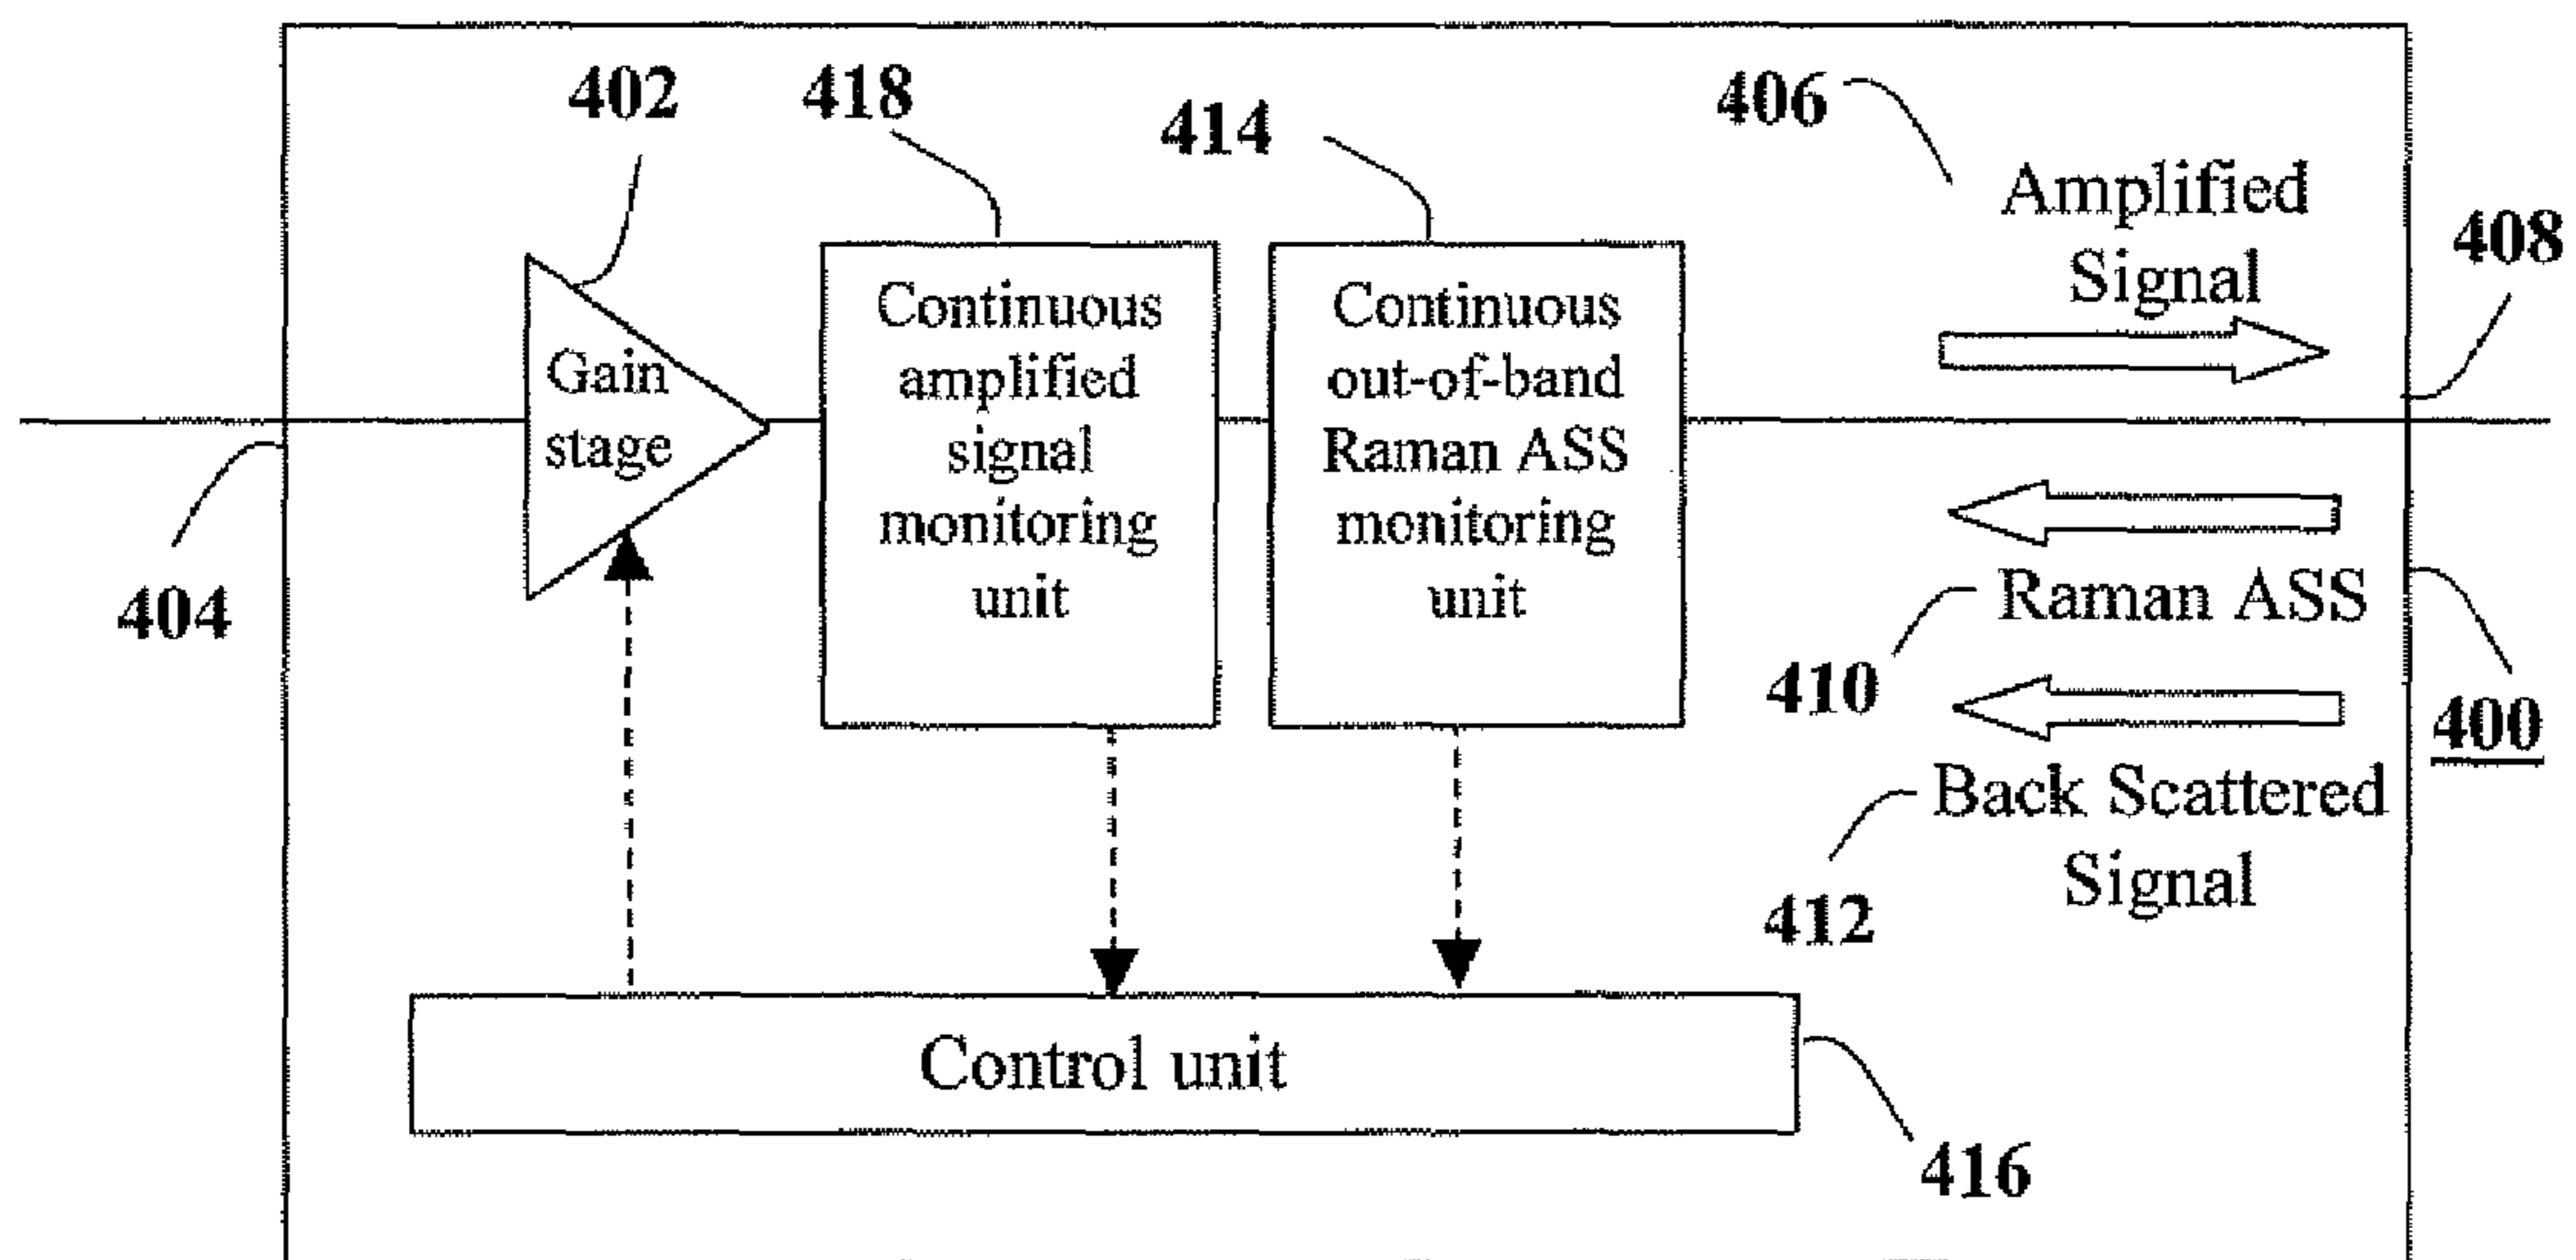 402
418
414
406
Amplified
Signal
408
Gain
stage
Continuous
amplified
signal
monitoring
unit
Continuous
out-of-band
Raman ASS
monitoring
unit
404
Raman ASS
410
400
Back Scattered
Signal
412
Control unit
416